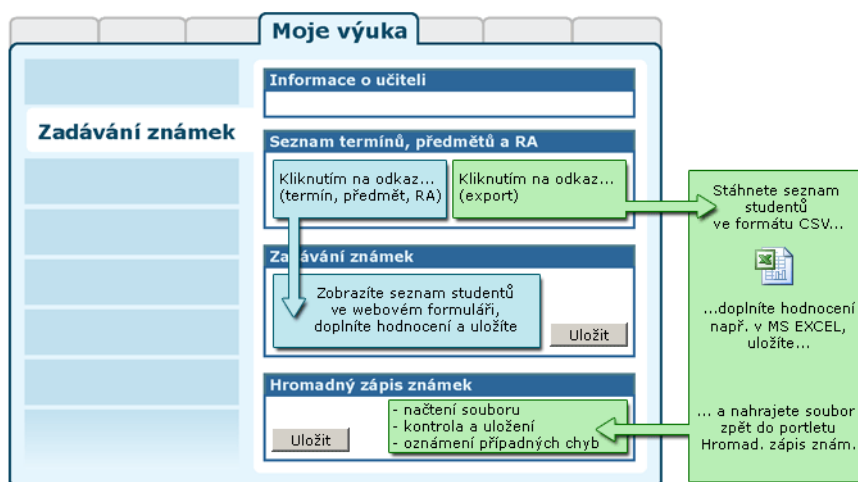 Moje výuka
Zadávání známek
Informace o učiteli
Seznam termínů, předmětů a RA
Kliknutím na odkaz...
(termín, předmět, RA)
Kliknutím na odkaz...
(export)
Stáhnete seznam
studentů
ve formátu CSV...
Zadávání známek
Zobrazíte seznam studentů
ve webovém formuláři,
doplníte hodnocení a uložíte
Uložit
...doplníte hodnocení
např. v MS EXCEL,
uložíte...
Hromadný zápis známek
Uložit
- načtení souboru
- kontrola a uložení
- oznámení případných chyb
... a nahrajete soubor
zpět do portletu
Hromad. zápis znám.